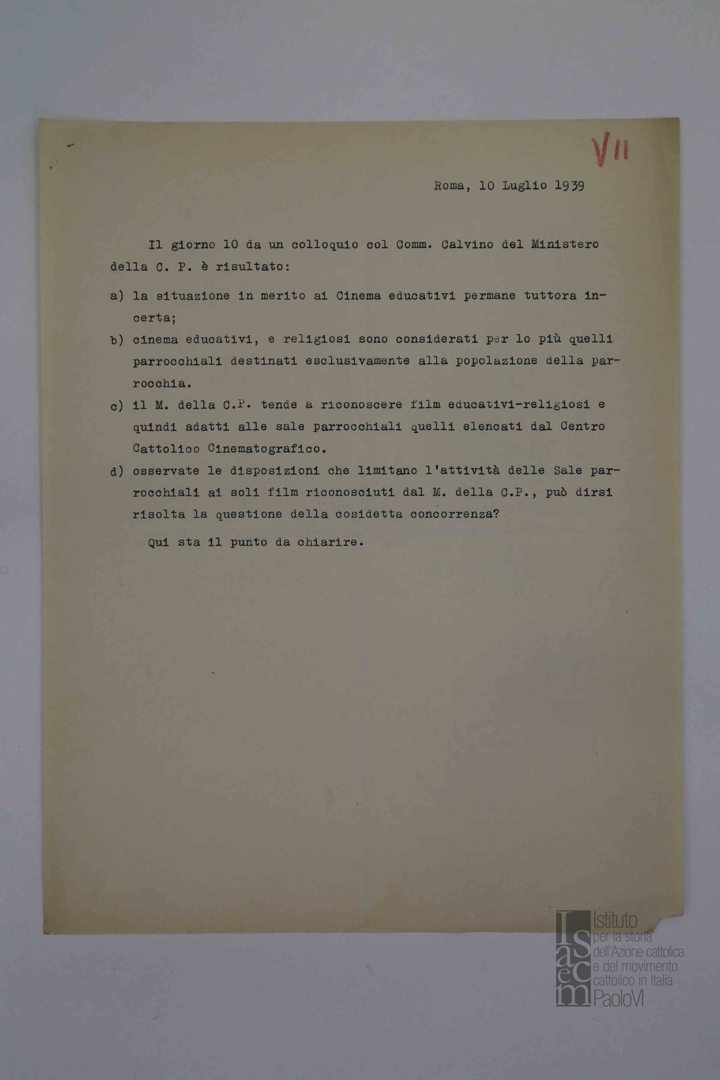 VII
Roma, 10 Luglio 1939
Il giorno 10 da un colloquio col Comm. Calvino del Ministero
della C. P. è risultato:
a) la situazione in merito ai Cinema educativi permane tuttora in-
certa;
b) cinema educativi, e religiosi sono considerati per lo più quelli
parrocchiali destinati esclusivamente alla popolazione della par-
rocchia.
c) il M. della C.P. tende a riconoscere film educativi-religiosi e
quindi adatti alle sale parrocchiali quelli elencati dal Centro
Cattolico Cinematografico.
d) osservate le disposizioni che limitano l'attività delle Sale par-
rocchiali ai soli film riconosciuti dal M. della C.P., può dirsi
risolta la questione della cosidetta concorrenza?
Qui sta il punto da chiarire.
Isacem
Istituto
per la storia
dell'Azione cattolica
e del movimento
cattolico in Italia
PaoloVI